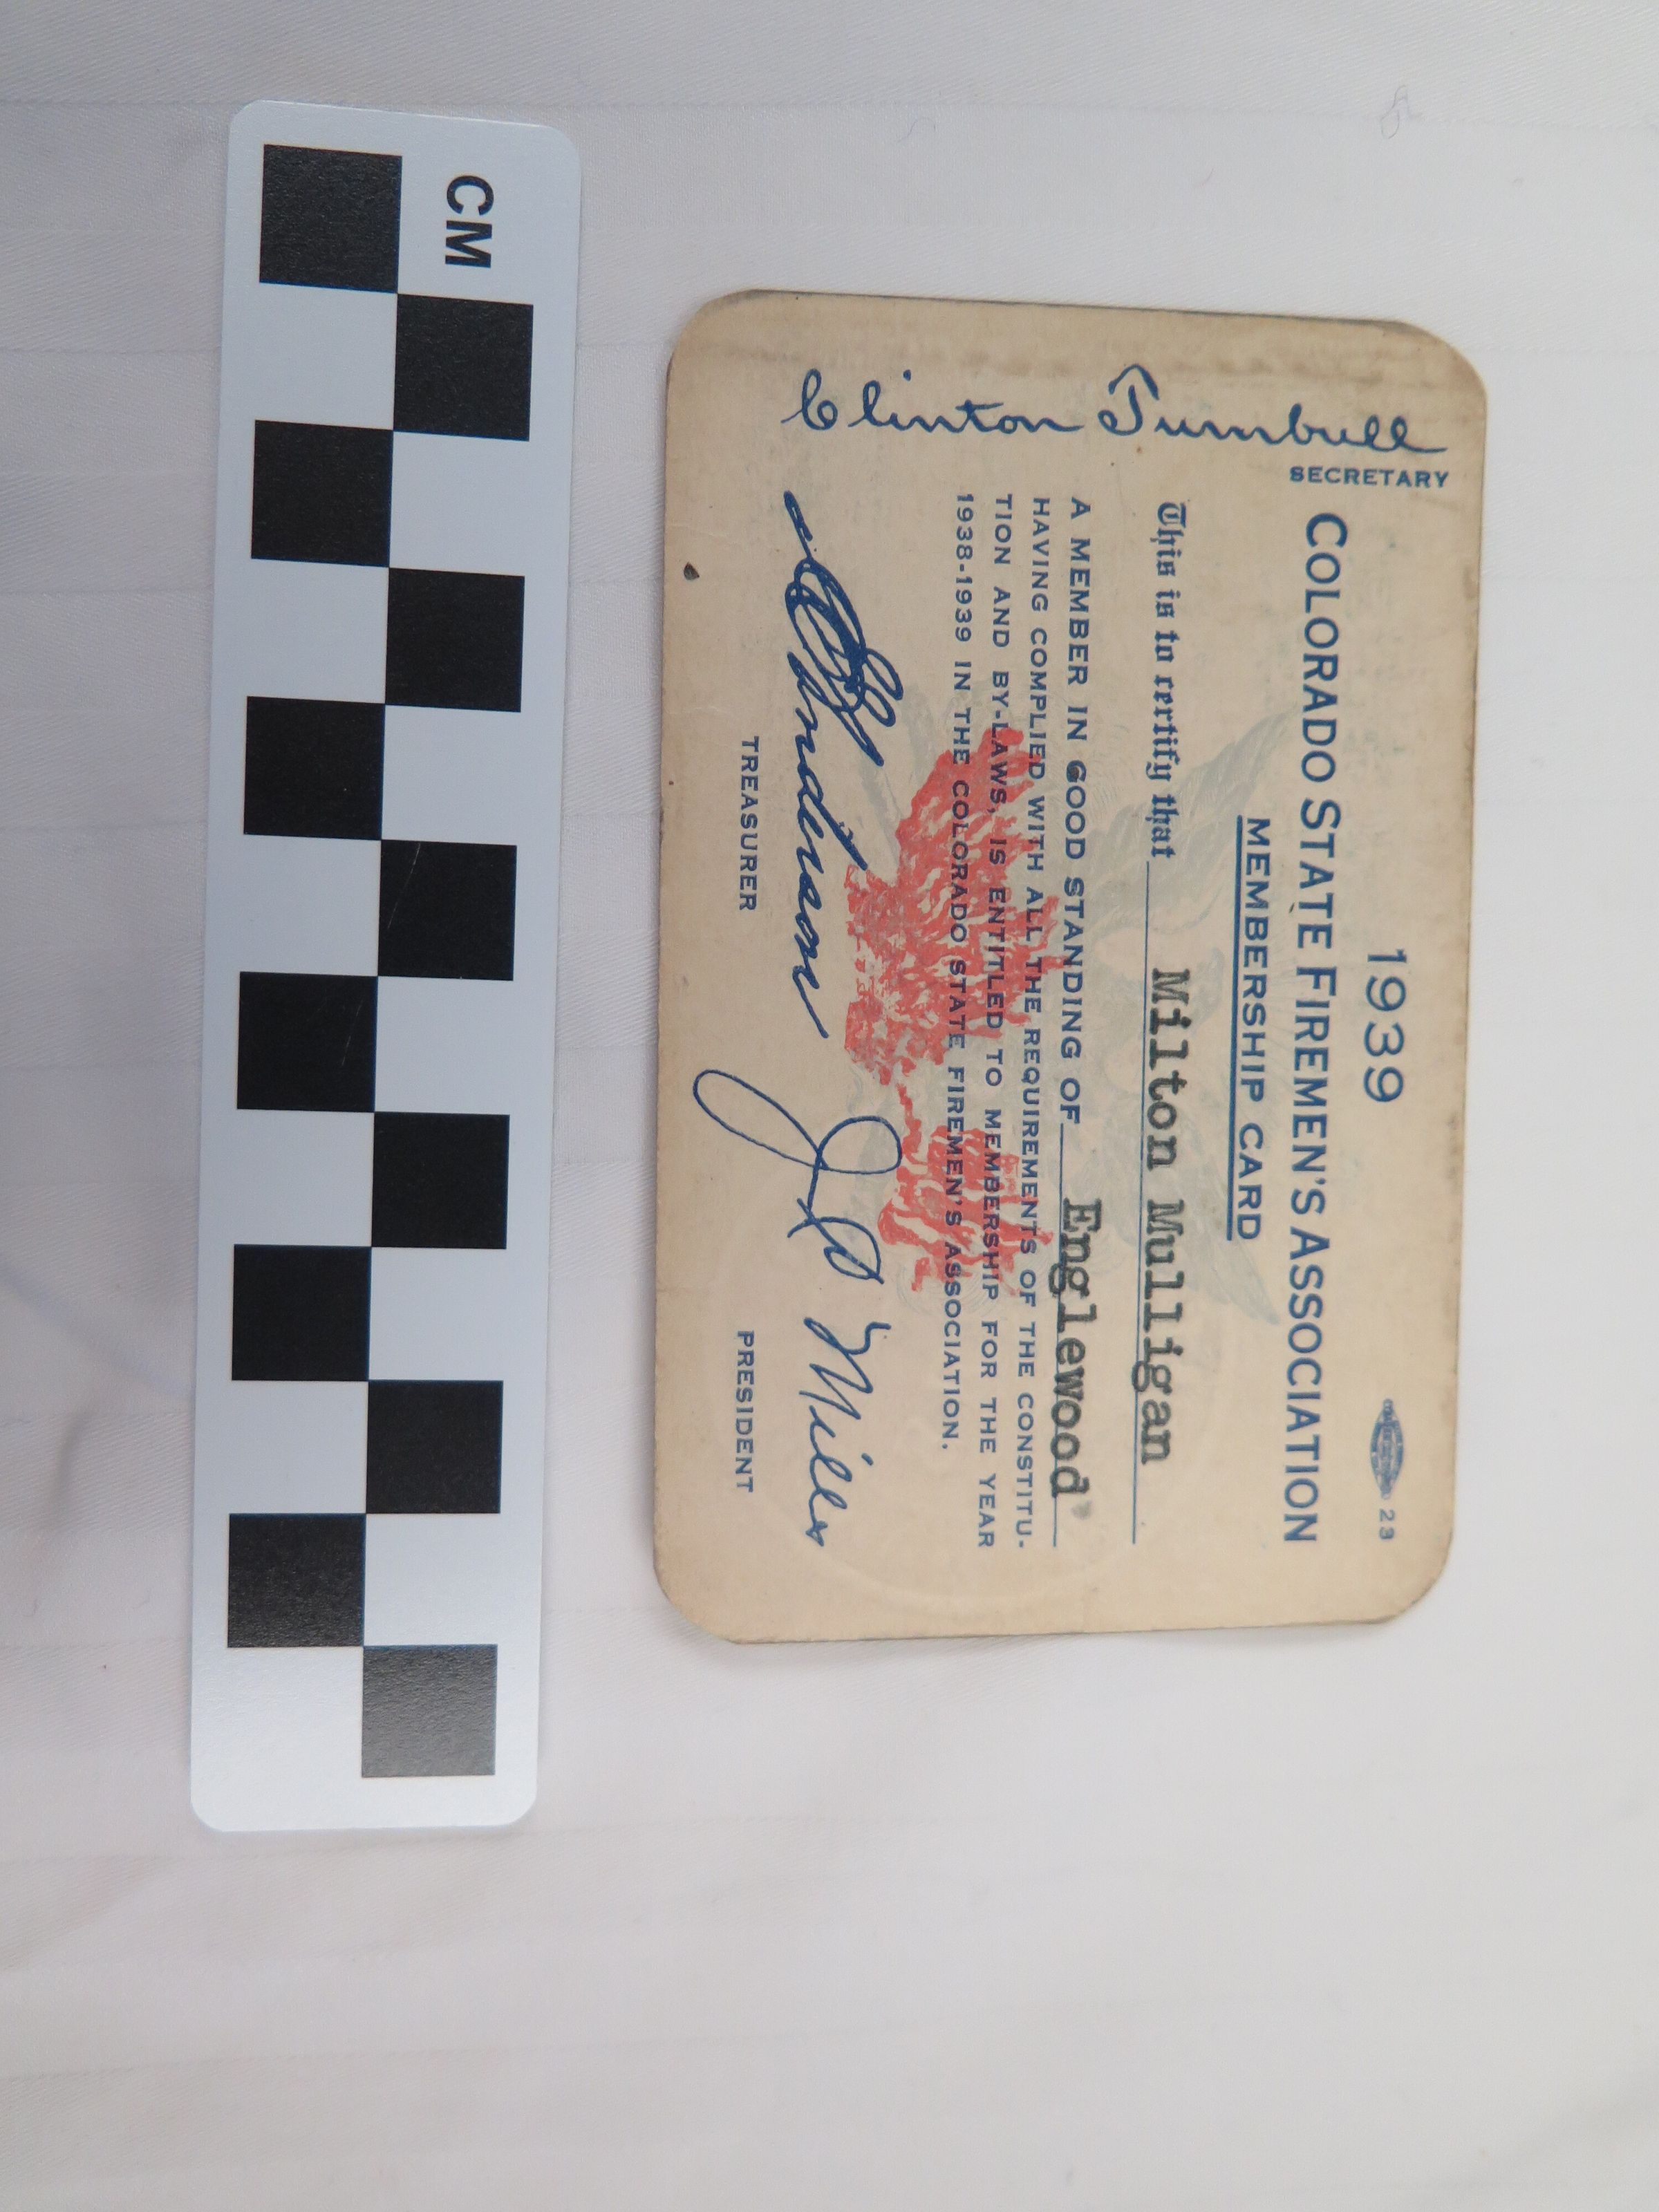 CM
1939
23
COLORADO STATE FIREMEN'S ASSOCIATION
MEMBERSHIP CARD
This is to certify that Milton Mulligan
A MEMBER IN GOOD STANDING OF Englewood
HAVING COMPLIED WITH ALL THE REQUIREMENTS OF THE CONSTITU-
TION AND BY-LAWS, IS ENTITLED TO MEMBERSHIP FOR THE YEAR
1938-1939 IN THE COLORADO STATE FIREMEN'S ASSOCIATION.
TREASURER
J D Miller
PRESIDENT
Clinton Turnbull
SECRETARY